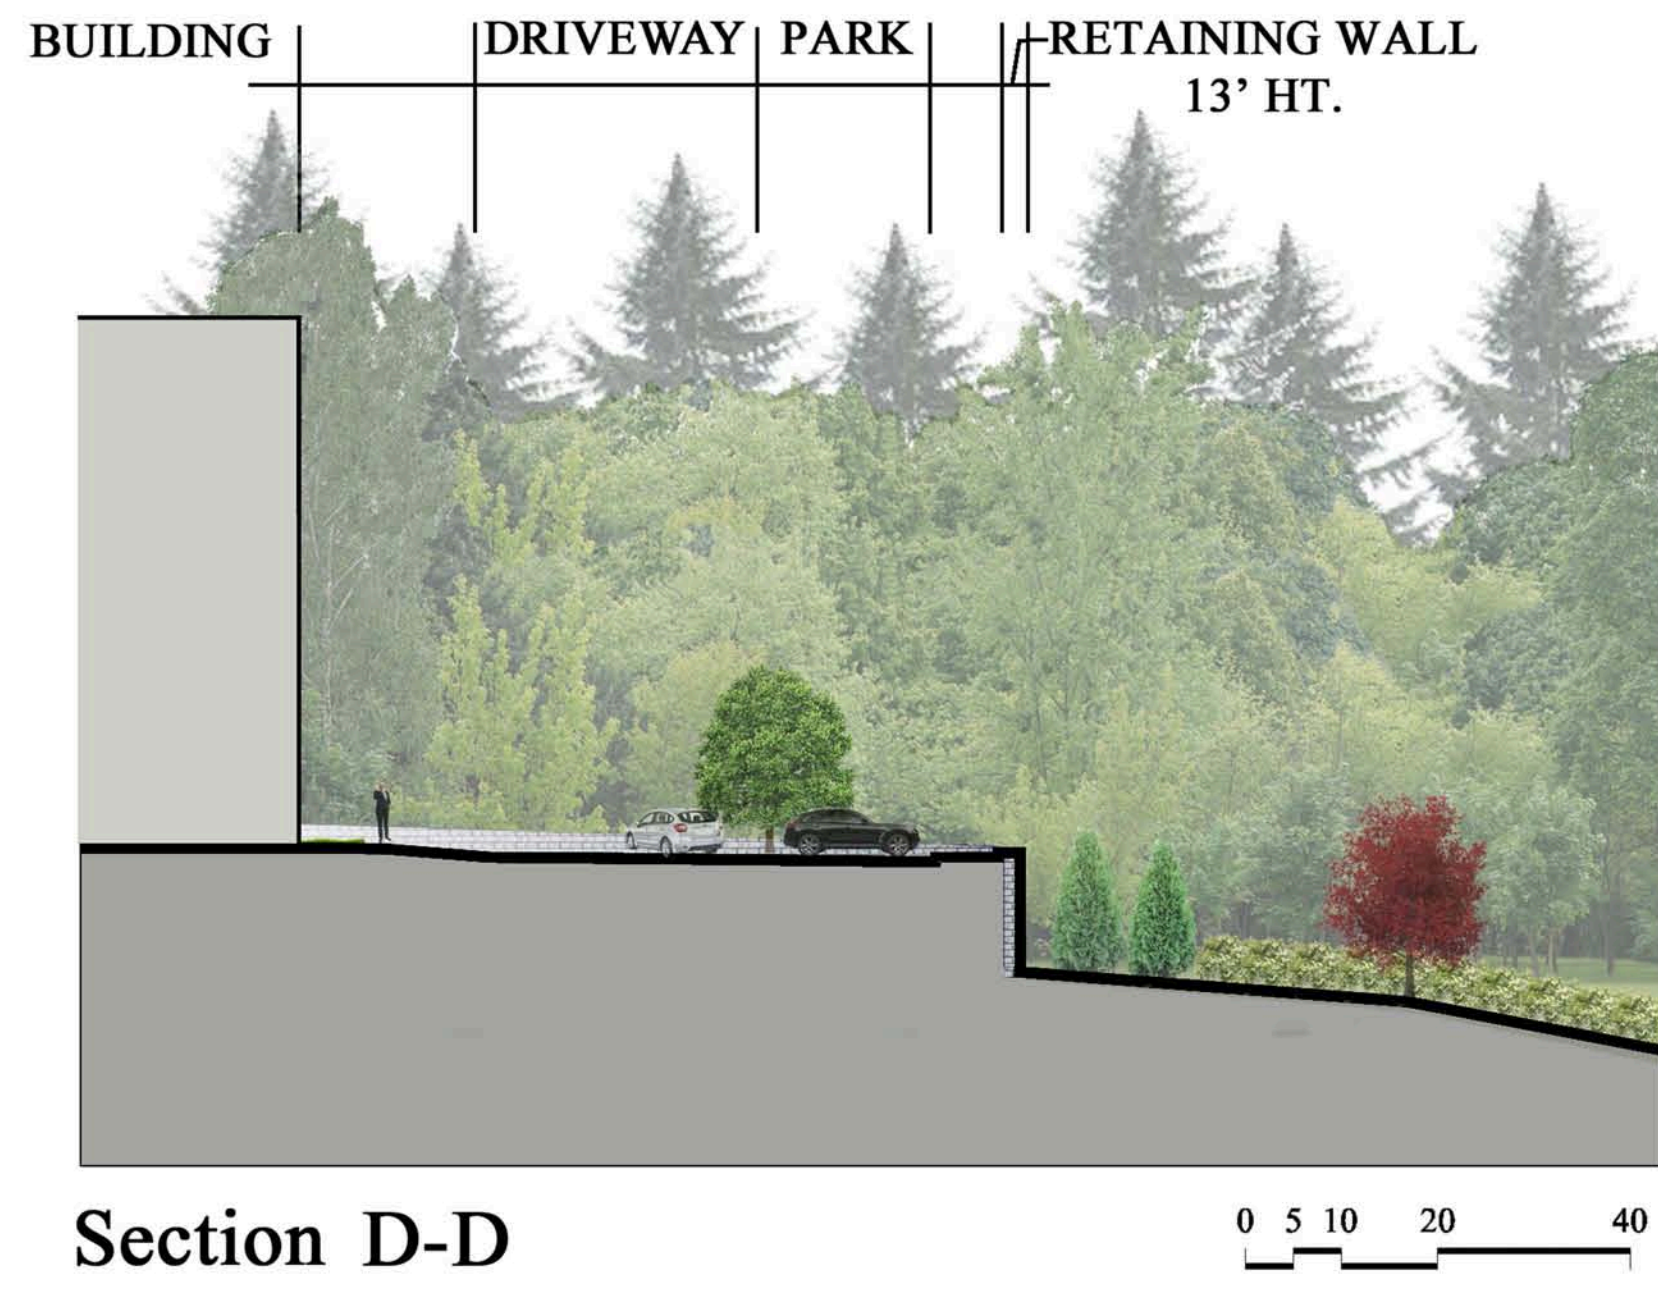 BUILDING DRIVEWAY PARK RETAINING WALL
13’ HT.
Section D-D
0 5 10 20 40